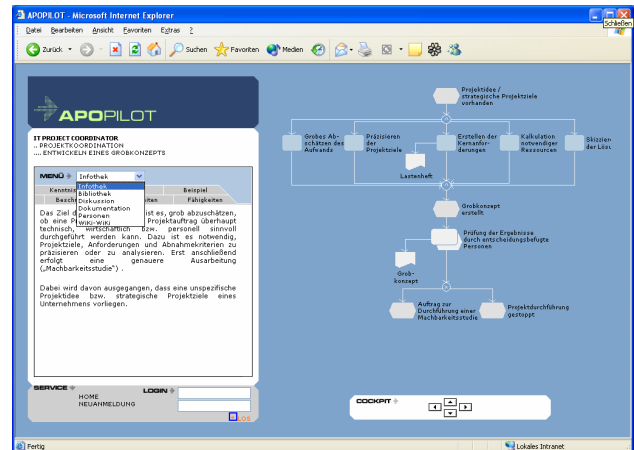 APOPILOT - Microsoft Internet Explorer
Schließen
Datei Bearbeiten Ansicht Favoriten Extras ?
Zurück Suchen Favoriten Medien
APOPILOT
IT PROJECT COORDINATOR
.. PROJEKTKOORDINATION
.... ENTWICKELN EINES GROBKONZEPTS
MENÜ Infothek
Infothek
Bibliothek
Diskussion
Dokumentation
Personen
WiKi-WiKi
Beispiel
Fähigkeiten
Das Ziel ist es, grob abzuschätzen,
ob eine Projektauftrag überhaupt
technisch, wirtschaftlich bzw. personell sinnvoll
durchgeführt werden kann. Dazu ist es notwendig,
Projektziele, Anforderungen und Abnahmekriterien zu
präzisieren oder zu analysieren. Erst anschließend
erfolgt eine genauere Ausarbeitung
(„Machbarkeitsstudie“) .
Dabei wird davon ausgegangen, dass eine unspezifische
Projektidee bzw. strategische Projektziele eines
Unternehmens vorliegen.
SERVICE
HOME
NEUANMELDUNG
LOGIN
LOS
Projektidee /
strategische Projektziele
vorhanden
Grobes Ab-
schätzen des
Aufwands
Präzisieren
der
Projektziele
Erstellen der
Kernanfor-
derungen
Kalkulation
notwendiger
Ressourcen
Skizzier
der Lösu
Lastenheft
Grobkonzept
erstellt
Prüfung der Ergebnisse
durch entscheidungsbefugte
Personen
Grob-
konzept
Auftrag zur
Durchführung einer
Machbarkeitsstudie
Projektdurchführung
gestoppt
COCKPIT
Fertig
Lokales Intranet